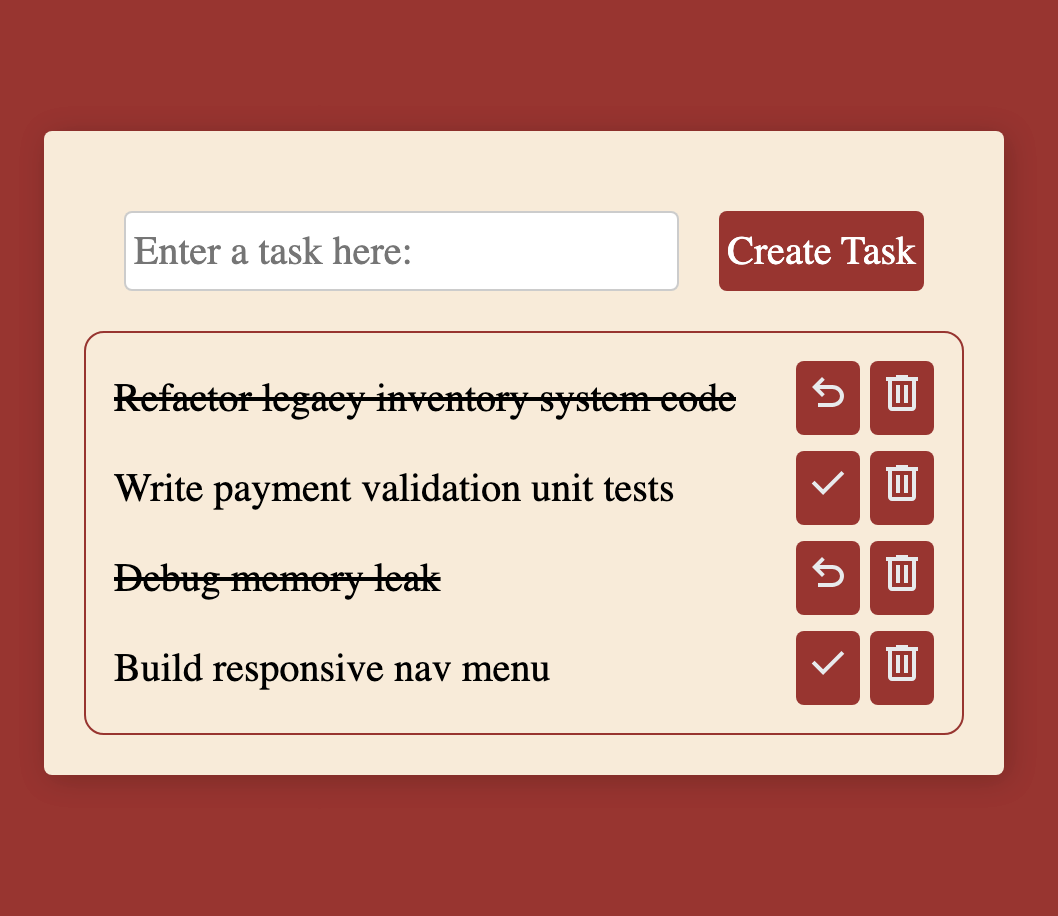 Enter a task here:
Create Task
Refactor legacy inventory system code
Write payment validation unit tests
Debug memory leak
Build responsive nav menu